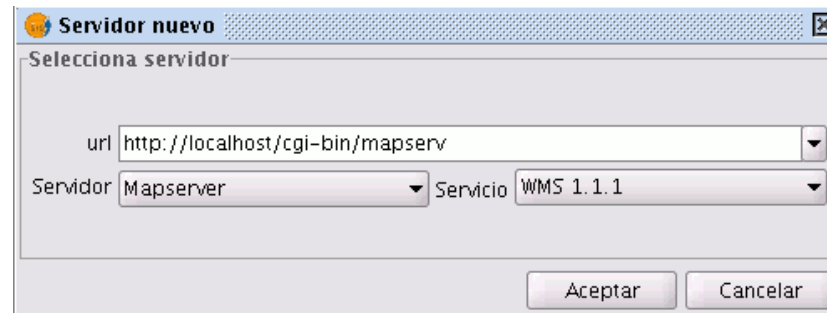 Servidor nuevo
Selecciona servidor
url http://localhost/cgi-bin/mapserv
Servidor Mapserver Servicio WMS 1.1.1
Aceptar Cancelar